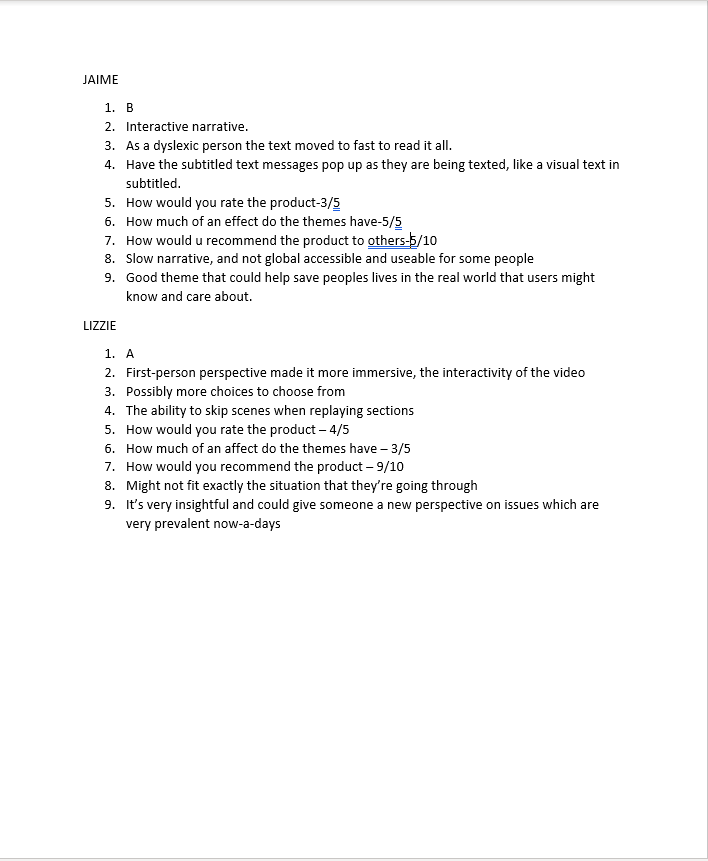 JAIME
1. B
2. Interactive narrative.
3. As a dyslexic person the text moved to fast to read it all.
4. Have the subtitled text messages pop up as they are being texted, like a visual text in
subtitled.
5. How would you rate the product-3/5
6. How much of an effect do the themes have-5/5
7. How would u recommend the product to others-5/10
8. Slow narrative, and not global accessible and useable for some people
9. Good theme that could help save peoples lives in the real world that users might
know and care about.
LIZZIE
1. A
2. First-person perspective made it more immersive, the interactivity of the video
3. Possibly more choices to choose from
4. The ability to skip scenes when replaying sections
5. How would you rate the product – 4/5
6. How much of an affect do the themes have – 3/5
7. How would you recommend the product – 9/10
8. Might not fit exactly the situation that they’re going through
9. It’s very insightful and could give someone a new perspective on issues which are
very prevalent now-a-days